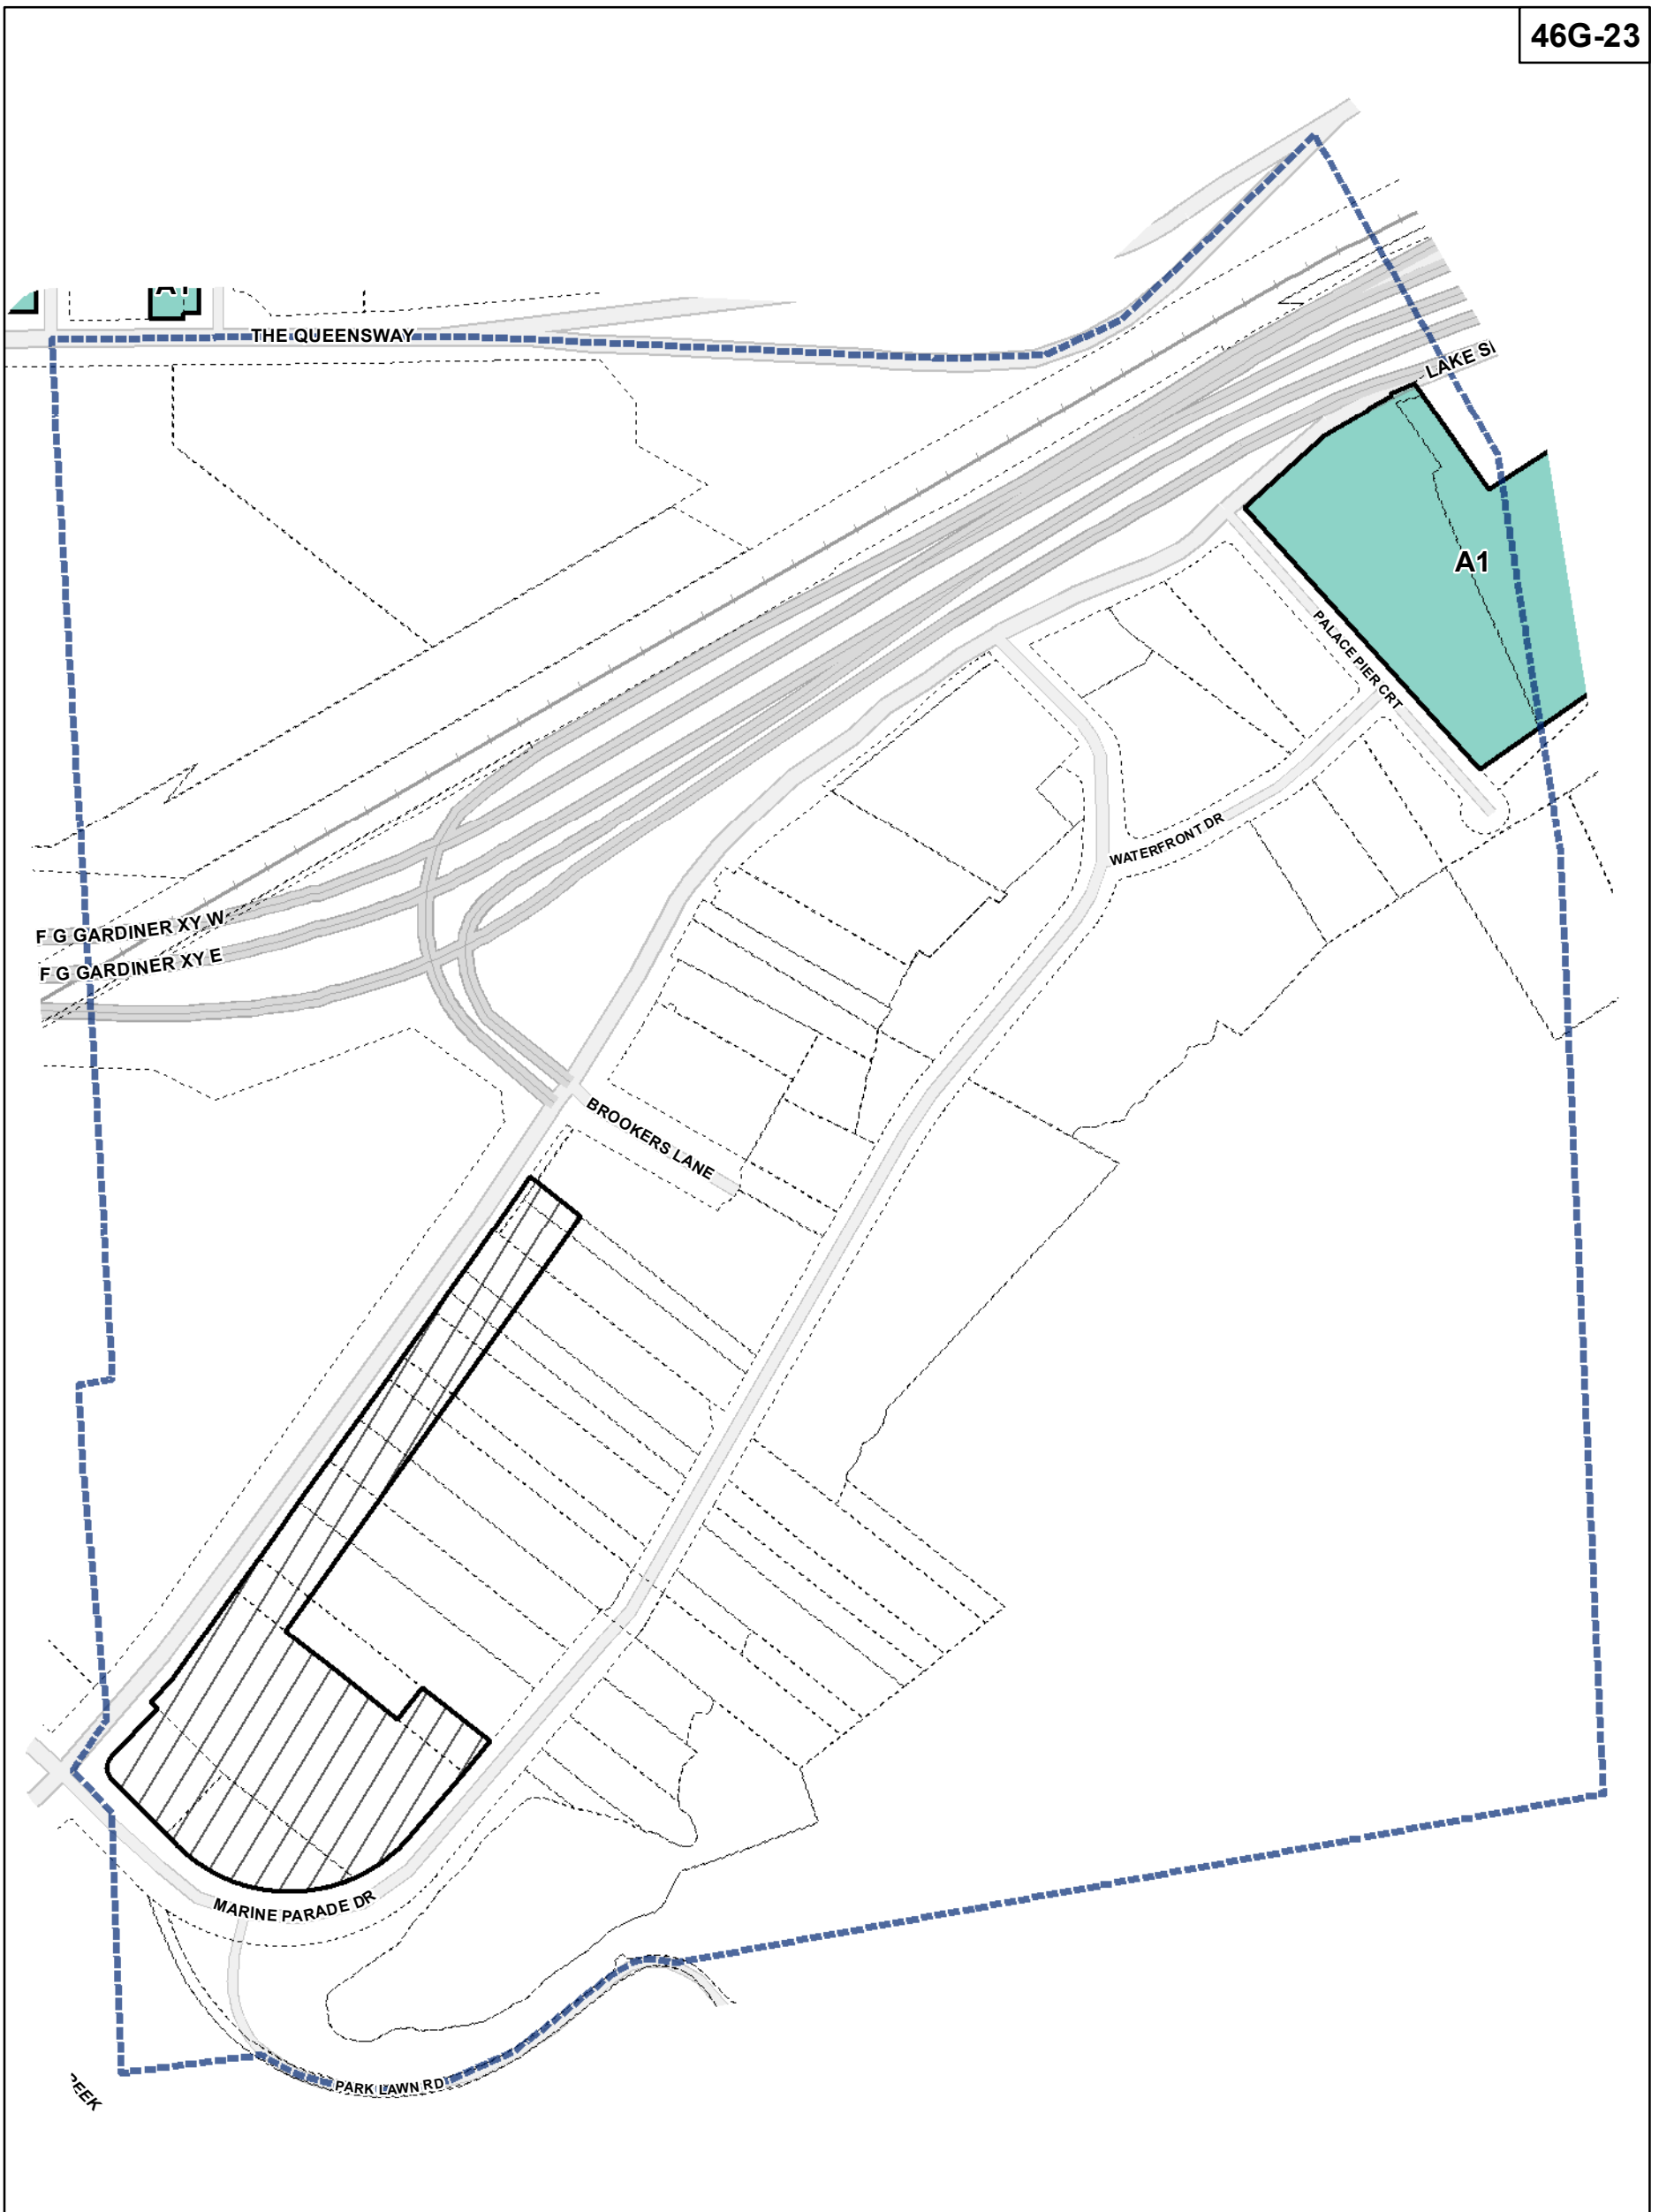 46G-23
THE QUEENSWAY
LAKE
A1
PALACE PIER CRT
WATERFRONT DR
F G GARDINER XY W
F G GARDINER XY E
BROOKERS LANE
MARINE PARADE DR
PARK LAWN RD